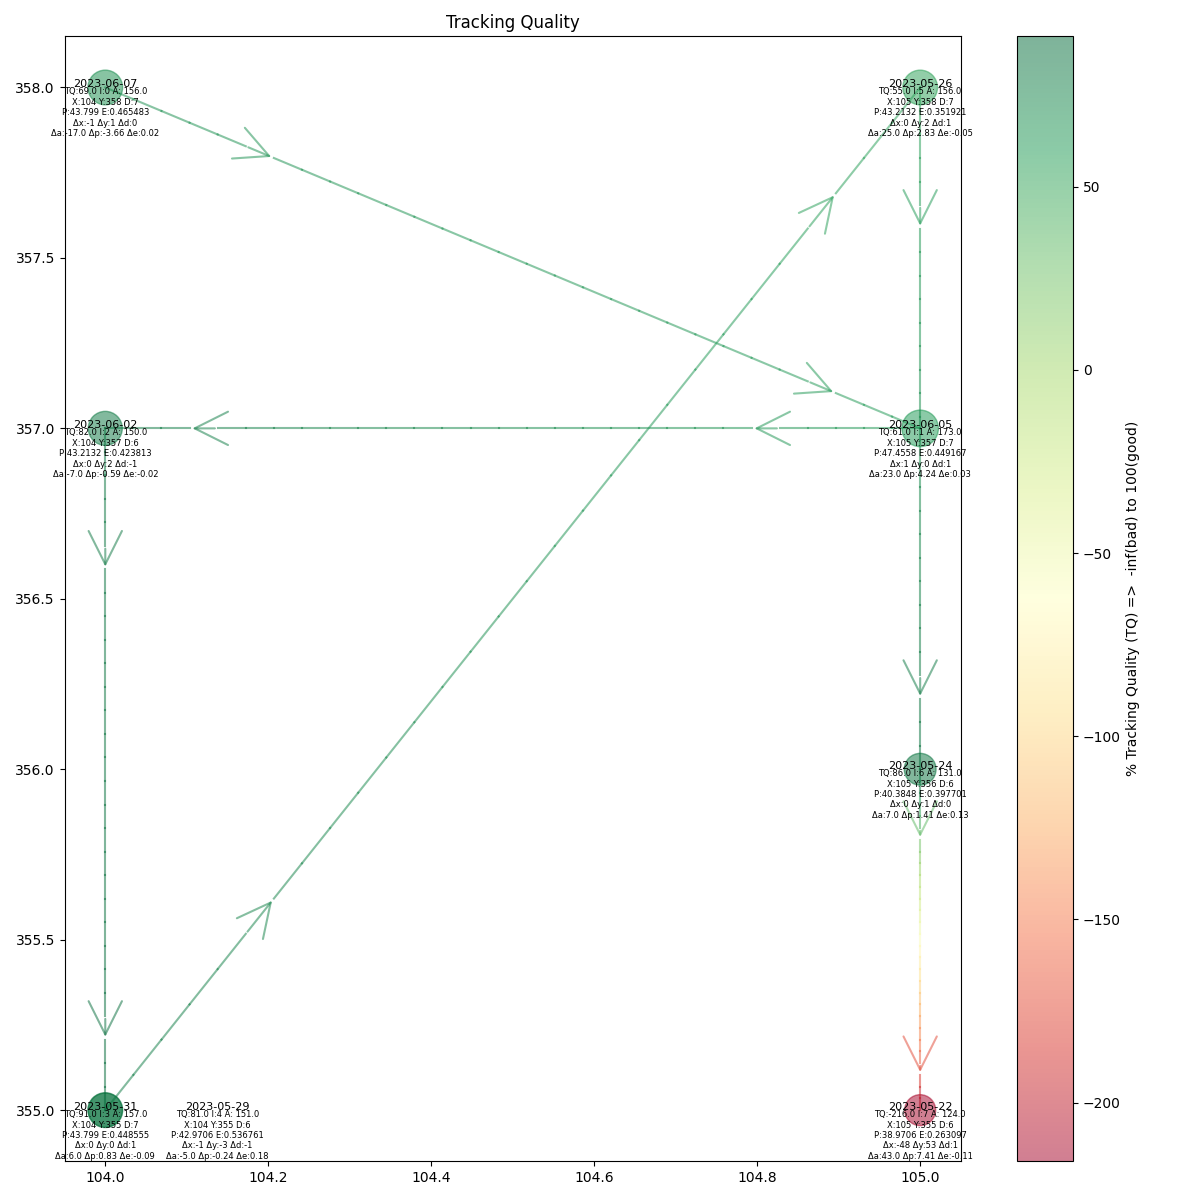 Tracking Quality
358.0
357.5
357.0
356.5
356.0
355.5
355.0
104.0
104.2
104.4
104.6
104.8
105.0
2023-06-07
TQ:69.0 I:0 A: 156.0
X:104 Y:358 D:7
P:43.799 E:0.465483
Δx:-1 Δy:1 Δd:0
Δa:-17.0 Δp:-3.66 Δe:0.02
2023-05-26
TQ:55.0 I:5 A: 156.0
X:105 Y:358 D:7
P:43.2132 E:0.351921
Δx:0 Δy:2 Δd:1
Δa:25.0 Δp:2.83 Δe:-0.05
2023-06-02
TQ:82.0 I:2 A: 150.0
X:104 Y:357 D:6
P:43.2132 E:0.423813
Δx:0 Δy:2 Δd:-1
Δa:-7.0 Δp:-0.59 Δe:-0.02
2023-06-05
TQ:61.0 I:1 A: 173.0
X:105 Y:357 D:7
P:47.4558 E:0.449167
Δx:1 Δy:0 Δd:1
Δa:23.0 Δp:4.24 Δe:0.03
2023-05-24
TQ:86.0 I:6 A: 131.0
X:105 Y:356 D:6
P:40.3848 E:0.397701
Δx:0 Δy:1 Δd:0
Δa:7.0 Δp:1.41 Δe:0.13
2023-05-31
TQ:91.0 I:3 A: 157.0
X:104 Y:355 D:7
P:43.799 E:0.448555
Δx:0 Δy:0 Δd:1
Δa:6.0 Δp:0.83 Δe:-0.09
2023-05-29
TQ:81.0 I:4 A: 151.0
X:104 Y:355 D:6
P:42.9706 E:0.536761
Δx:-1 Δy:-3 Δd:-1
Δa:-5.0 Δp:-0.24 Δe:0.18
2023-05-22
TQ:-216.0 I:7 A: 124.0
X:105 Y:355 D:6
P:38.9706 E:0.263097
Δx:-48 Δy:53 Δd:1
Δa:43.0 Δp:7.41 Δe:-0.11
50
0
−50
−100
−150
−200
% Tracking Quality (TQ) => -inf(bad) to 100(good)